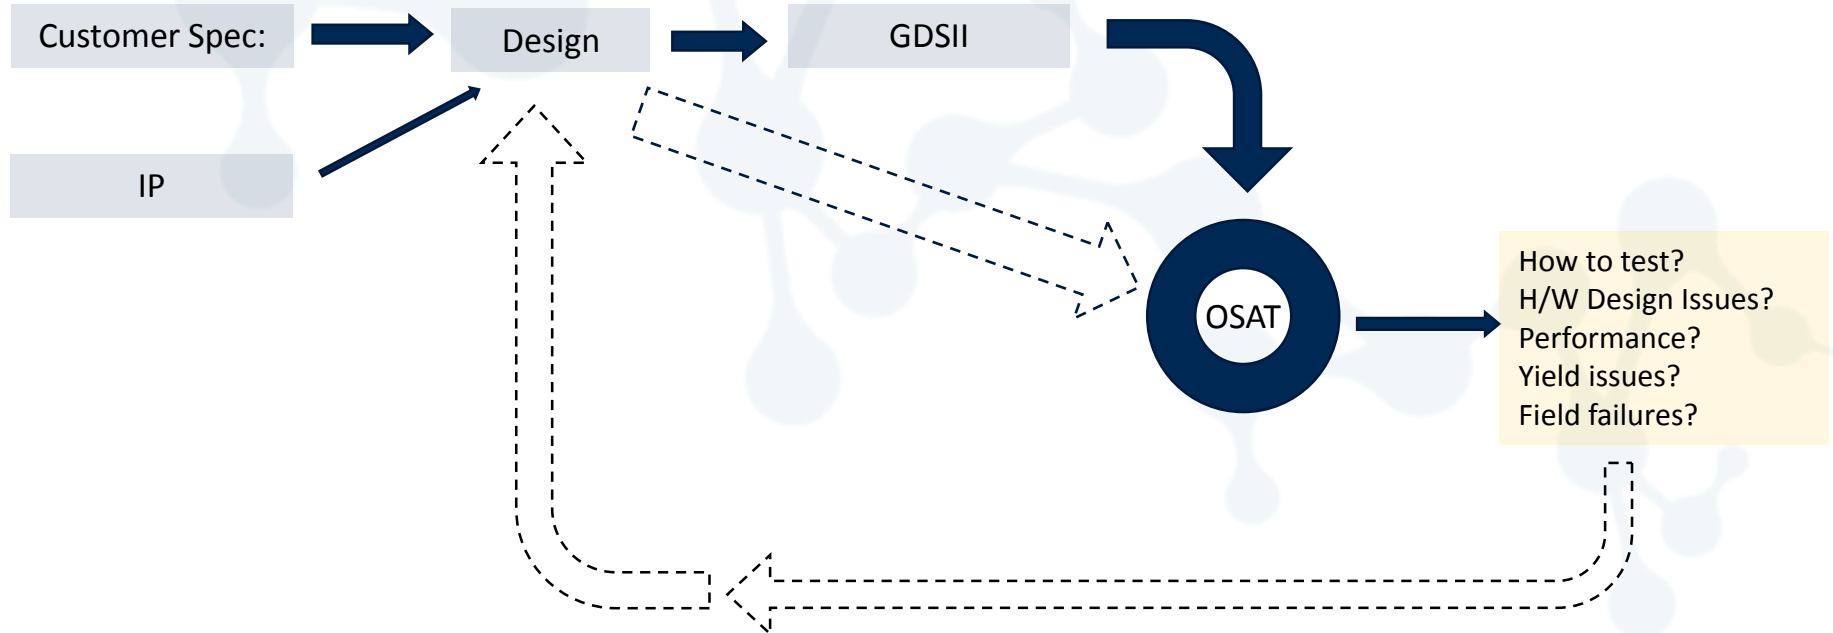 Customer Spec:
Design
GDSII
IP
OSAT
How to test?
H/W Design Issues?
Performance?
Yield issues?
Field failures?